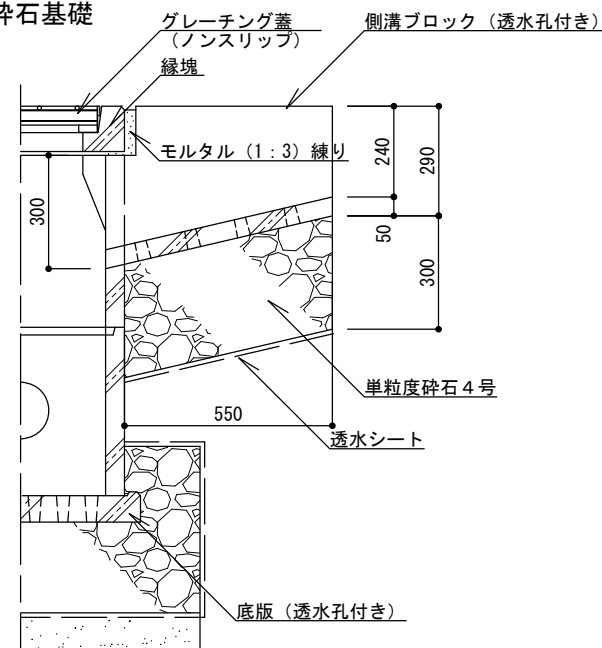 砕石基礎
グレーチング蓋
（ノンスリップ）
側溝ブロック（透水孔付き）
縁塊
モルタル（1：3）練り
240
290
300
50
300
単粒度砕石４号
550
透水シート
底版（透水孔付き）